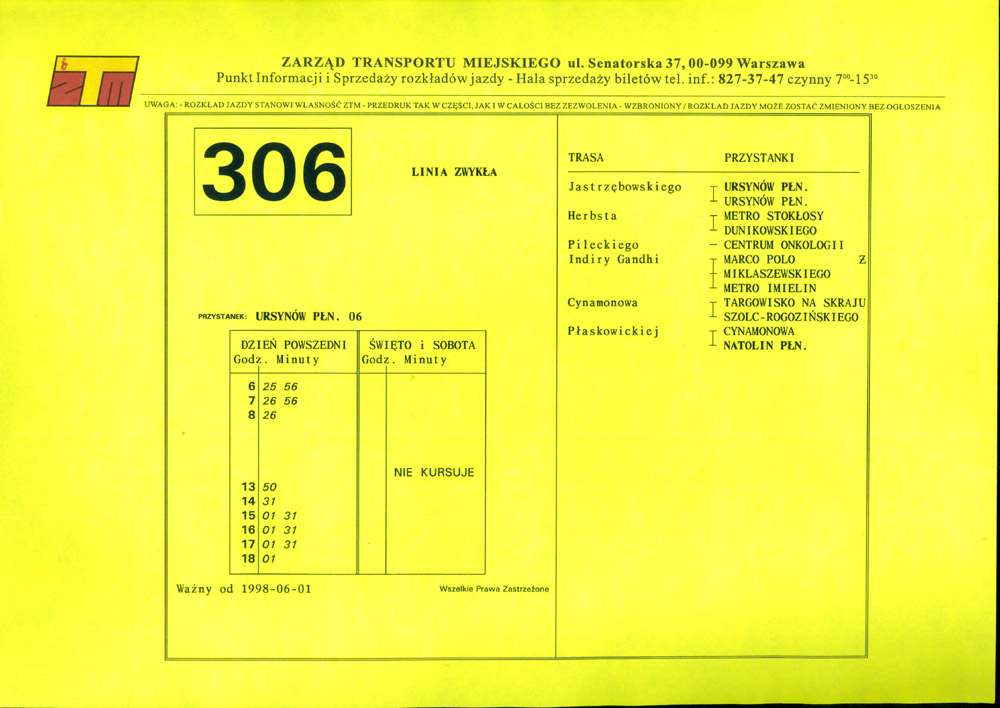 ZTM
ZARZĄD TRANSPORTU MIEJSKIEGO ul. Senatorska 37, 00-099 Warszawa
Punkt Informacji i Sprzedaży rozkładów jazdy - Hala sprzedaży biletów tel. inf.: 827-37-47 czynny 7⁰⁰-15³⁰
UWAGA: - ROZKŁAD JAZDY STANOWI WŁASNOŚĆ ZTM - PRZEDRUK TAK W CZĘŚCI, JAK I W CAŁOŚCI BEZ ZEZWOLENIA - WZBRONIONY / ROZKŁAD JAZDY MOŻE ZOSTAĆ ZMIENIONY BEZ OGŁOSZENIA
306
LINIA ZWYKŁA
PRZYSTANEK: URSYNÓW PŁN. 06
DZIEŃ POWSZEDNI ŚWIĘTO i SOBOTA
Godz. Minuty Godz. Minuty
6 25 56
7 26 56
8 26
NIE KURSUJE
13 50
14 31
15 01 31
16 01 31
17 01 31
18 01
Ważny od 1998-06-01
Wszelkie Prawa Zastrzeżone
TRASA PRZYSTANKI
Jastrzębowskiego URSYNÓW PŁN.
URSYNÓW PŁN.
Herbsta METRO STOKŁOSY
DUNIKOWSKIEGO
Pileckiego - CENTRUM ONKOLOGII
Indiry Gandhi MARCO POLO Z
MIKLASZEWSKIEGO
METRO IMIELIN
Cynamonowa TARGOWISKO NA SKRAJU
SZOLC-ROGOZIŃSKIEGO
Płaskowickiej CYNAMONOWA
NATOLIN PŁN.